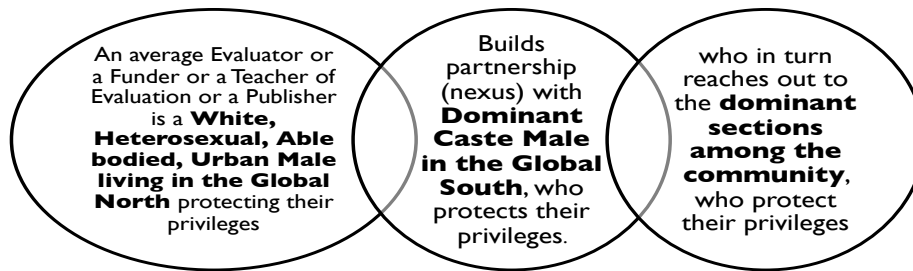 An average Evaluator or
a Funder or a Teacher of
Evaluation or a Publisher
is a White,
Heterosexual, Able
bodied, Urban Male
living in the Global
North protecting their
privileges
Builds
partnership
(nexus) with
Dominant
Caste Male
in the Global
South, who
protects their
privileges.
who in turn
reaches out to
the dominant
sections
among the
community,
who protect
their privileges